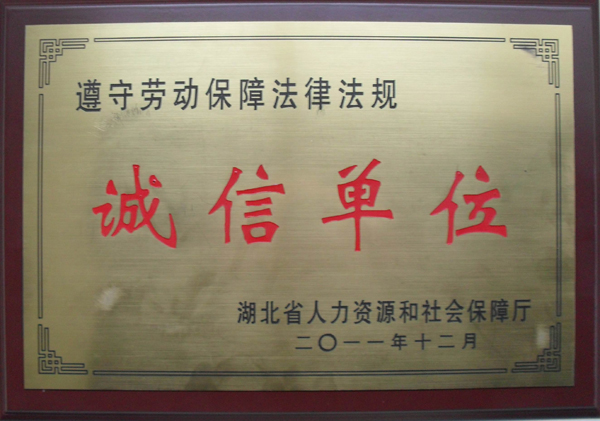 遵守劳动保障法律法规
诚信单位
湖北省人力资源和社会保障厅
二〇一一年十二月